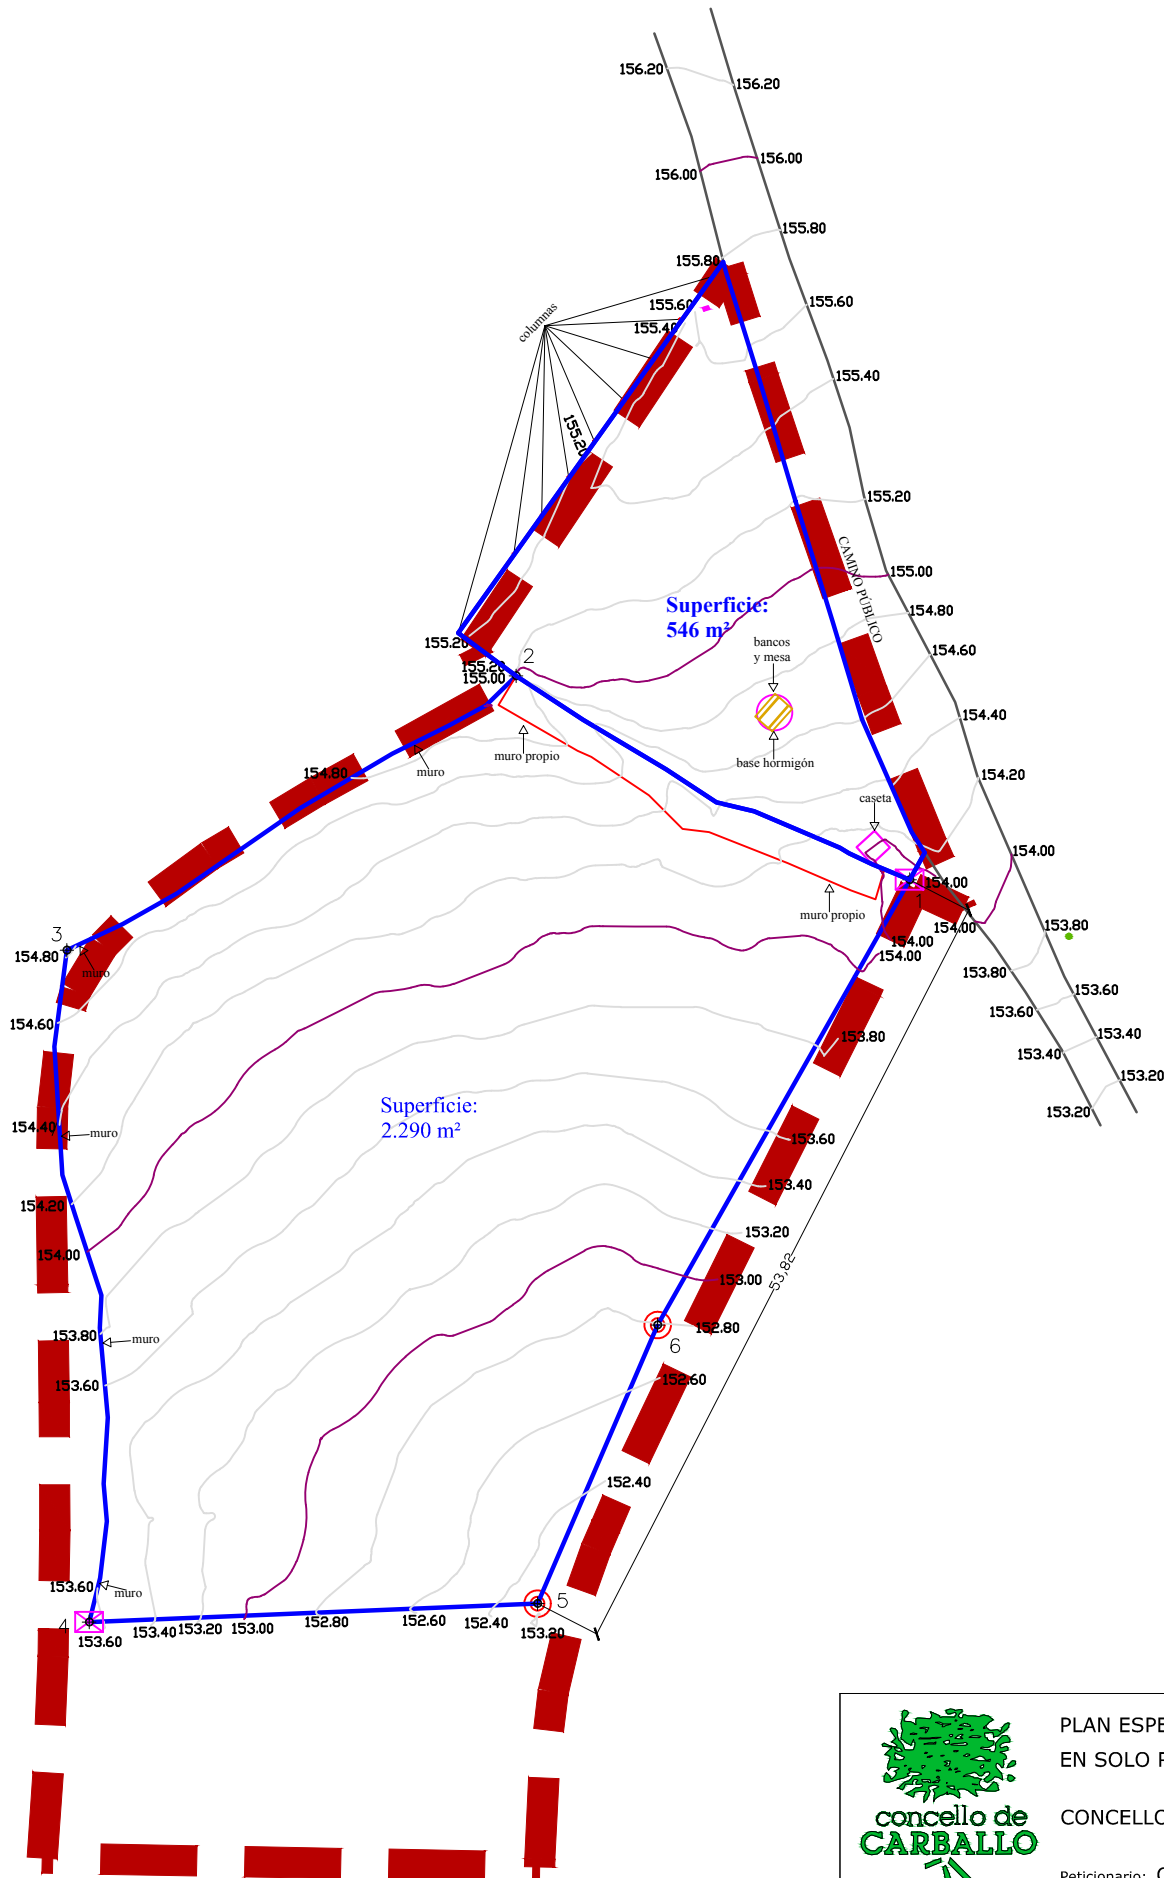 156.20
156.20
156.00
156.00
155.80
155.80
155.60
155.60
155.40
columnas
155.40
155.20
155.20
CAMINO PÚBLICO
155.00
Superficie:
546 m²
154.80
155.20
bancos
y mesa
154.60
2
155.20
155.00
154.40
muro propio
base hormigón
muro
154.80
154.20
caseta
154.00
154.00
1
muro propio
154.00
153.80
3
154.00
154.80
154.00
muro
153.80
153.60
153.60
154.60
153.40
153.80
153.40
153.20
Superficie:
2.290 m²
153.20
154.40
muro
153.60
153.40
154.20
153.20
154.00
53,82
153.00
152.80
153.80
muro
6
153.60
152.60
152.40
153.60
muro
5
4
153.60
153.40
153.20
153.00
152.80
152.60
152.40
153.20
PLAN ESPE
EN SOLO
concello de
CARBALLO
CONCELLO
Peticionario: